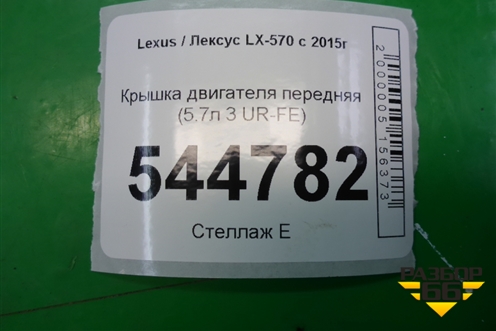 Lexus / Лексус LX-570 с 2015г
Крышка двигателя передняя
(5.7л 3 UR-FE)
544782
Стеллаж Е
2000005156373
РАЗБОР
66